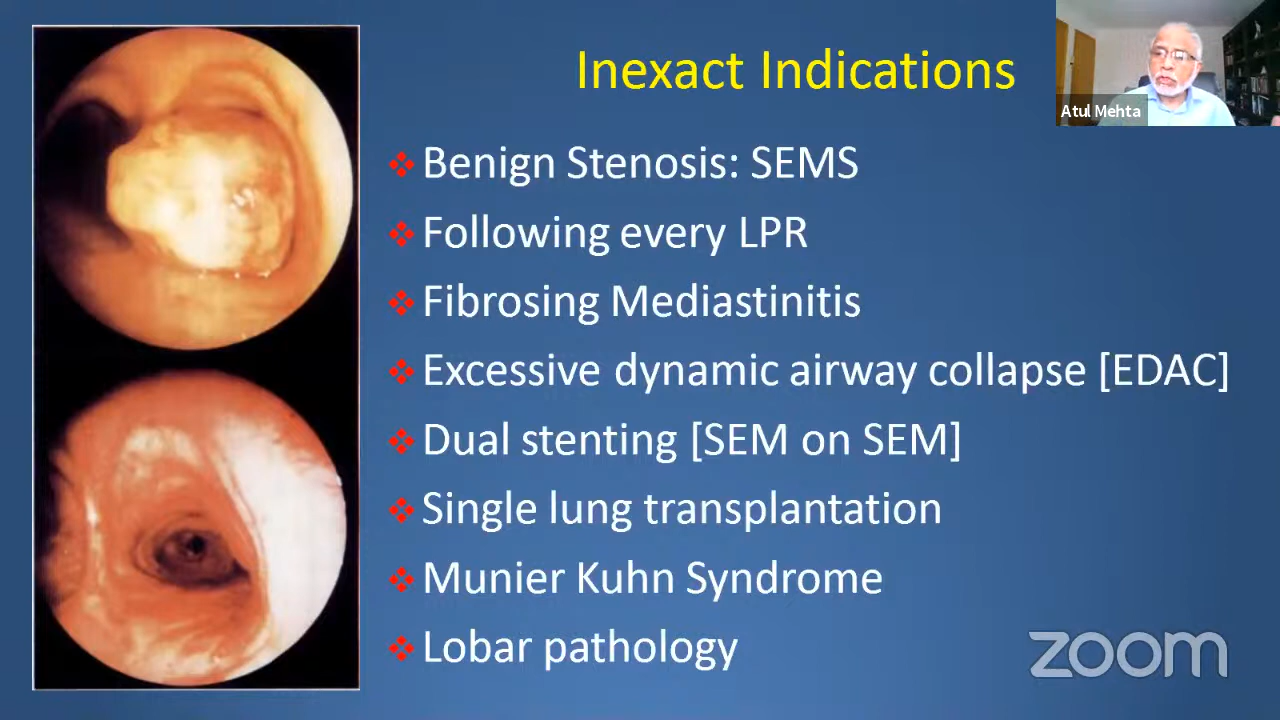 Inexact Indications
Atul Mehta
Benign Stenosis: SEMS
Following every LPR
Fibrosing Mediastinitis
Excessive dynamic airway collapse [EDAC]
Dual stenting [SEM on SEM]
Single lung transplantation
Munier Kuhn Syndrome
Lobar pathology
zoom